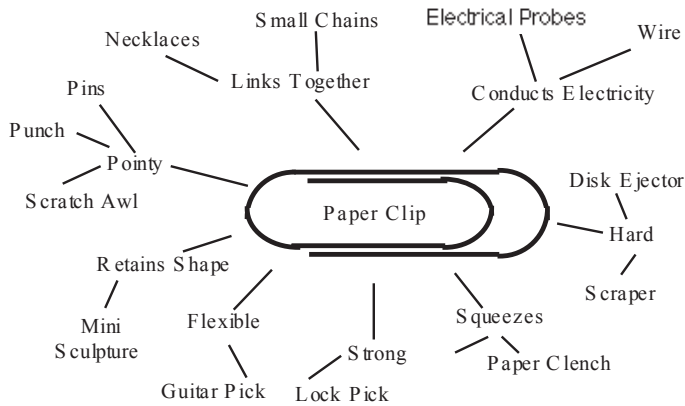 Small Chains
Electrical Probes
Necklaces
Wire
Links Together
Conducts Electricity
Pins
Punch
Pointy
Scratch Awl
Disk Ejector
Paper Clip
Hard
Retains Shape
Scraper
Mini
Sculpture
Flexible
Squeezes
Strong
Paper Clench
Guitar Pick
Lock Pick